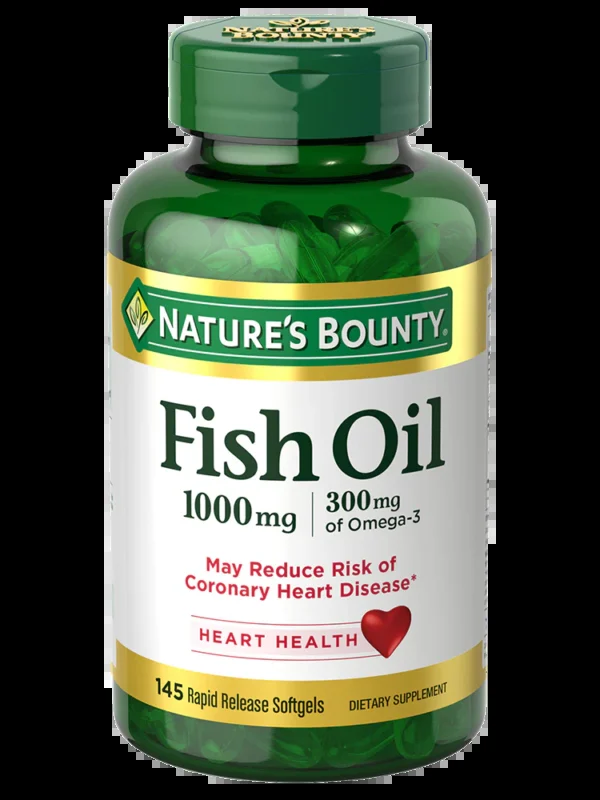 NATURE'S
BOUNTY
NATURE'S BOUNTY®
Fish Oil
1000mg | 300mg
of Omega-3
May Reduce Risk of
Coronary Heart Disease*
HEART HEALTH
145 Rapid Release Softgels
DIETARY SUPPLEMENT